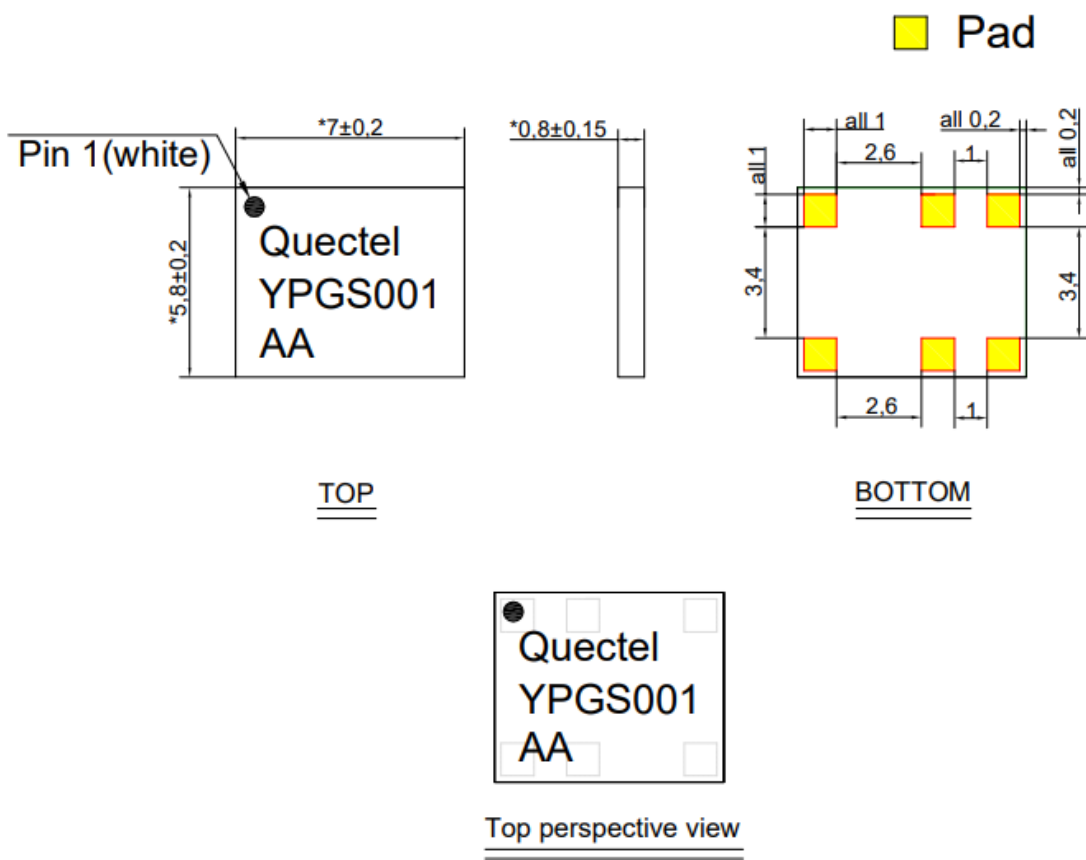 Pad
*7±0,2
*0,8±0,15
all 1
all 0,2
all 0,2
Pin 1(white)
all 1
2,6
1
*5,8±0,2
Quectel
YPGS001
AA
3,4
3,4
2,6
1
TOP
BOTTOM
Quectel
YPGS001
AA
Top perspective view